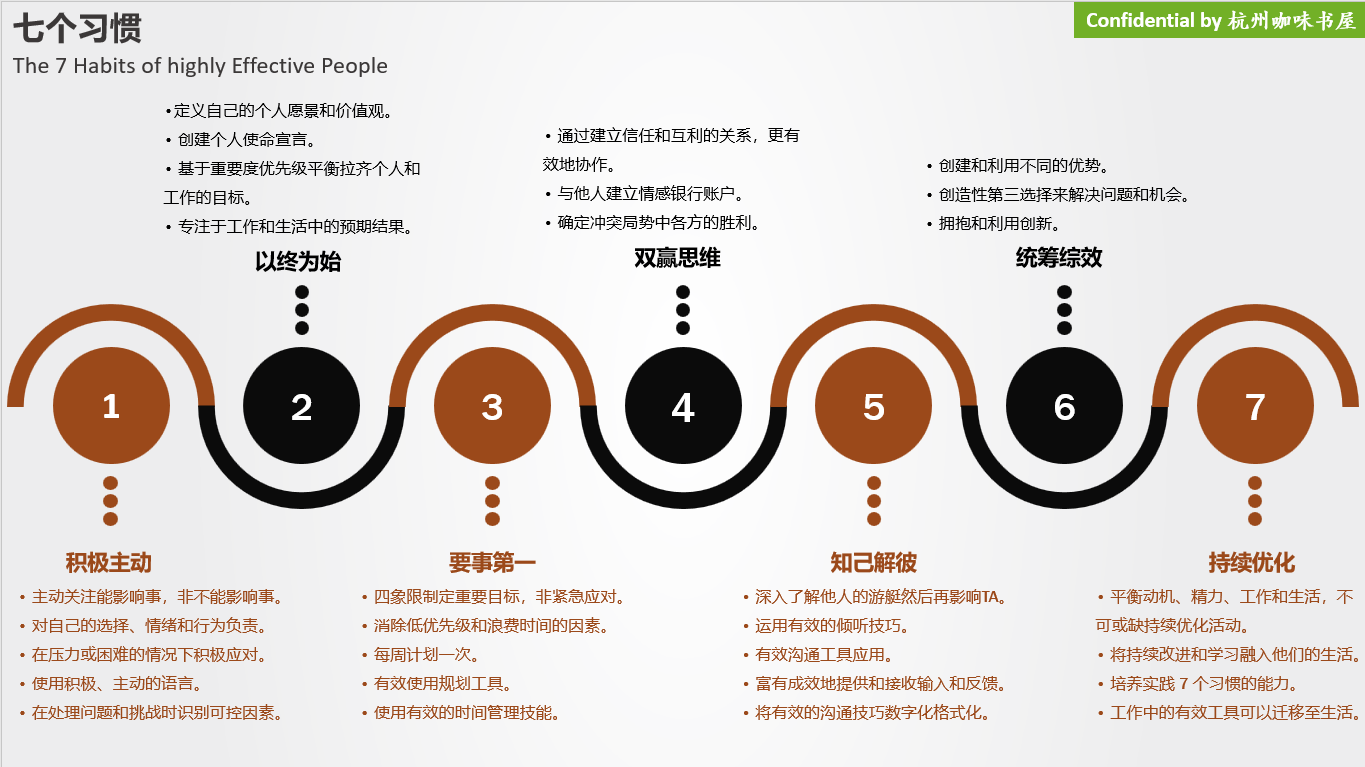 七个习惯
The 7 Habits of highly Effective People
Confidential by 杭州咖味书屋
•定义自己的个人愿景和价值观。
• 创建个人使命宣言。
• 基于重要度优先级平衡拉齐个人和
工作的目标。
• 专注于工作和生活中的预期结果。
以终为始
• 通过建立信任和互利的关系，更有
效地协作。
• 与他人建立情感银行账户。
• 确定冲突局势中各方的胜利。
双赢思维
• 创建和利用不同的优势。
• 创造性第三选择来解决问题和机会。
• 拥抱和利用创新。
统筹综效
1
2
3
4
5
6
7
积极主动
• 主动关注能影响事，非不能影响事。
• 对自己的选择、情绪和行为负责。
• 在压力或困难的情况下积极应对。
• 使用积极、主动的语言。
• 在处理问题和挑战时识别可控因素。
要事第一
• 四象限制定重要目标，非紧急应对。
• 消除低优先级和浪费时间的因素。
• 每周计划一次。
• 有效使用规划工具。
• 使用有效的时间管理技能。
知己解彼
• 深入了解他人的游艇然后再影响TA。
• 运用有效的倾听技巧。
• 有效沟通工具应用。
• 富有成效地提供和接收输入和反馈。
• 将有效的沟通技巧数字化格式化。
持续优化
• 平衡动机、精力、工作和生活，不
可或缺持续优化活动。
• 将持续改进和学习融入他们的生活。
• 培养实践 7 个习惯的能力。
• 工作中的有效工具可以迁移至生活。